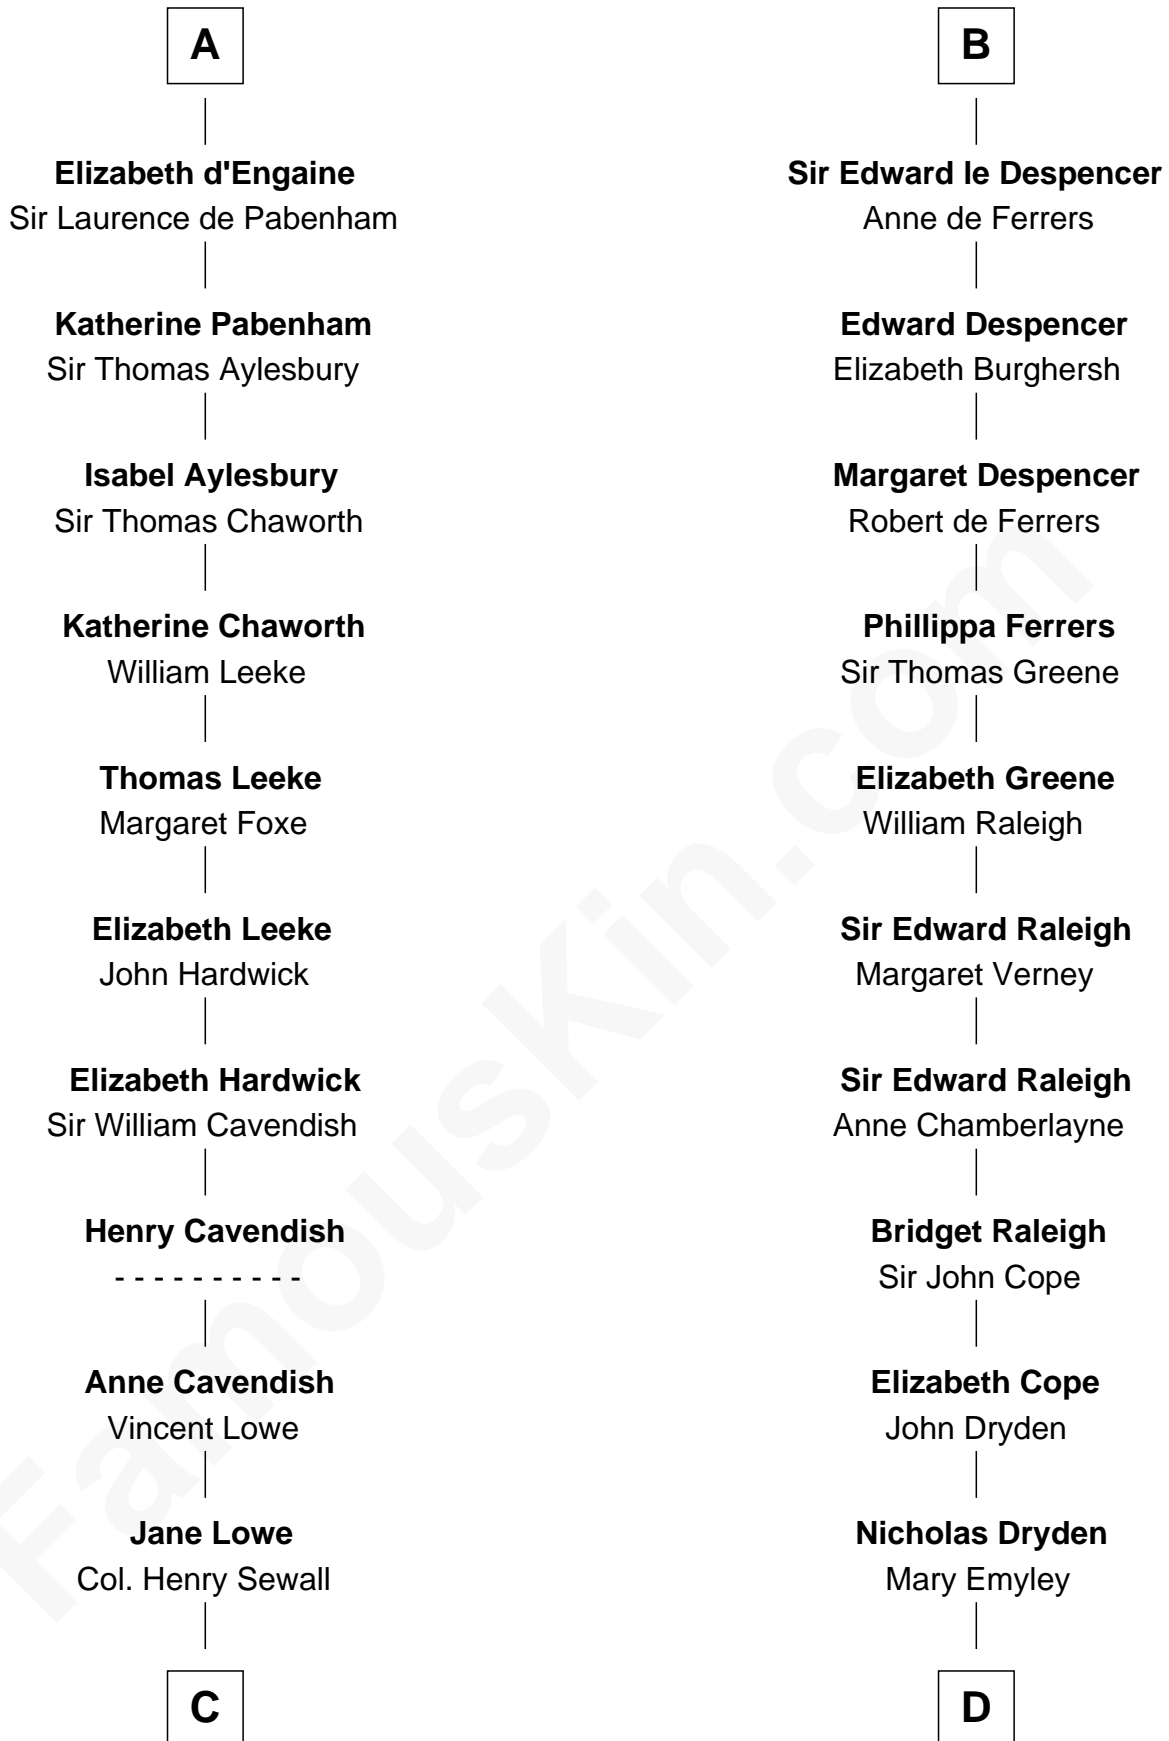 A
Elizabeth d'Engaine
Sir Laurence de Pabenham
Katherine Pabenham
Sir Thomas Aylesbury
Isabel Aylesbury
Sir Thomas Chaworth
Katherine Chaworth
William Leeke
Thomas Leeke
Margaret Foxe
Elizabeth Leeke
John Hardwick
Elizabeth Hardwick
Sir William Cavendish
Henry Cavendish
- - - - - - - - - -
Anne Cavendish
Vincent Lowe
Jane Lowe
Col. Henry Sewall
C
B
Sir Edward le Despencer
Anne de Ferrers
Edward Despencer
Elizabeth Burghersh
Margaret Despencer
Robert de Ferrers
Phillippa Ferrers
Sir Thomas Greene
Elizabeth Greene
William Raleigh
Sir Edward Raleigh
Margaret Verney
Sir Edward Raleigh
Anne Chamberlayne
Bridget Raleigh
Sir John Cope
Elizabeth Cope
John Dryden
Nicholas Dryden
Mary Emyley
D
FamousKin.com